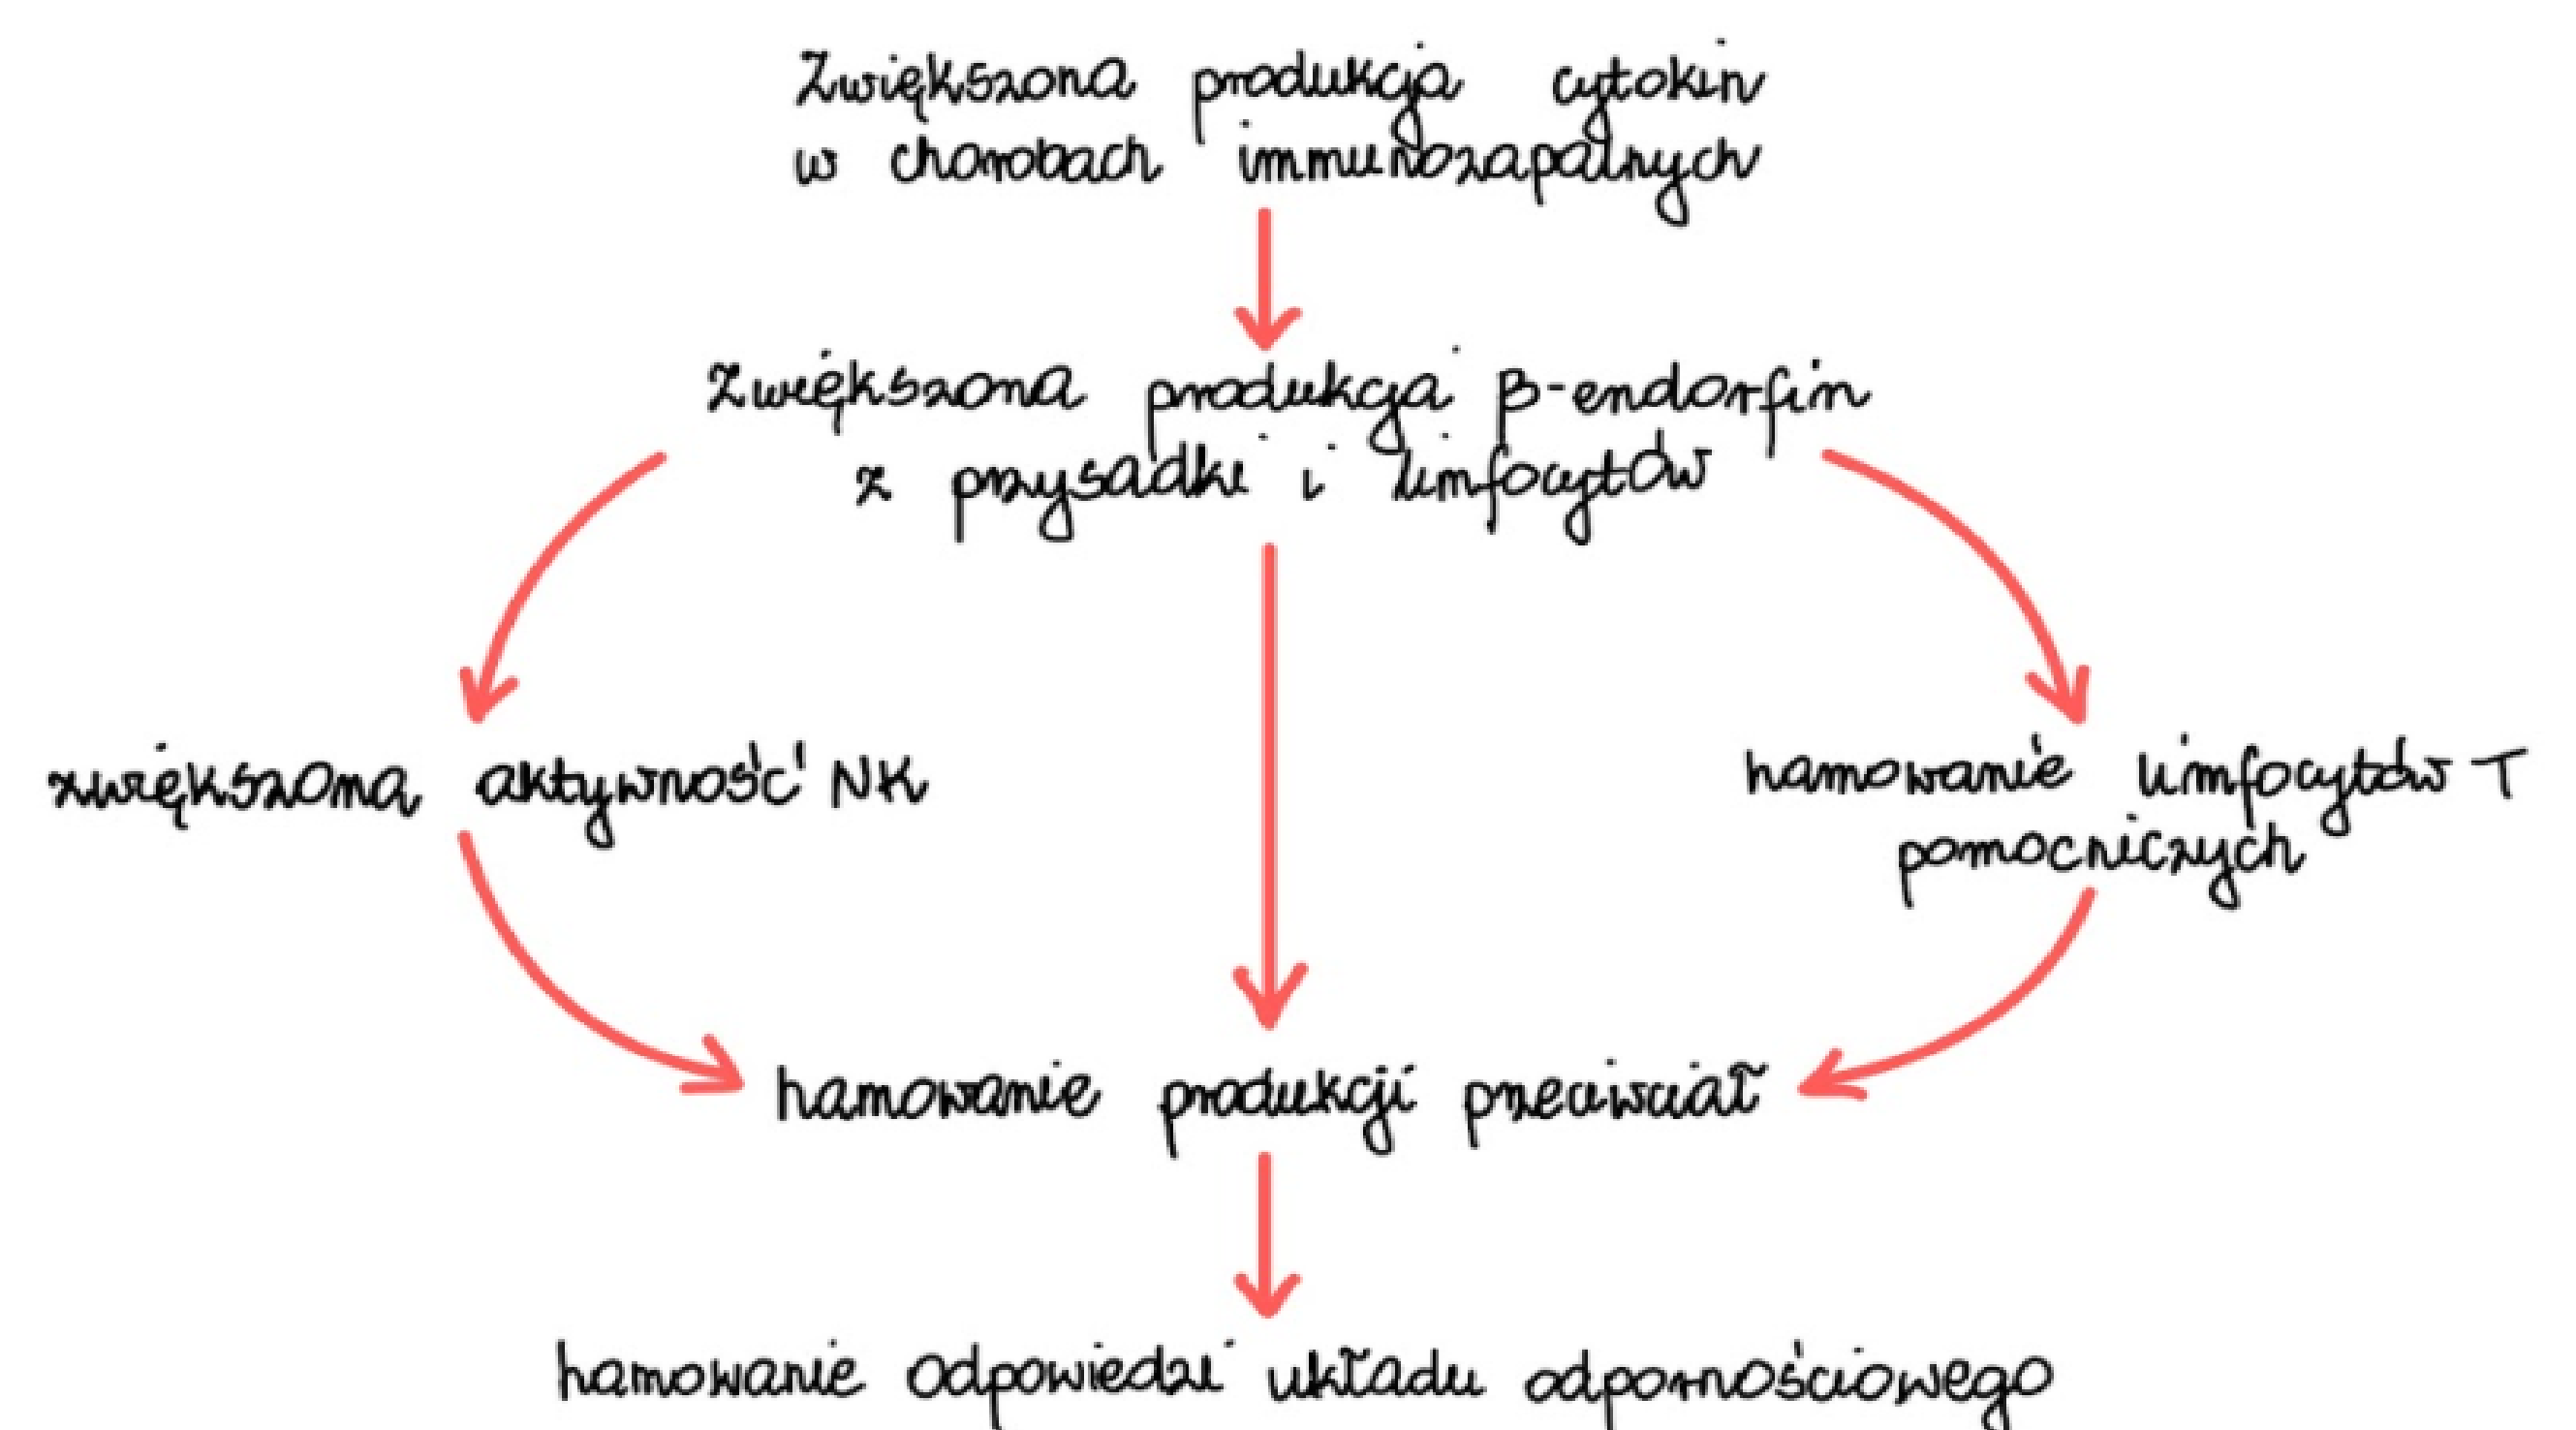 Zwiększona produkcja cytokin
w chorobach immunozapalnych
Zwiększona produkcja β-endorfin
z przysadki i limfocytów
zwiększona aktywność NK
hamowanie limfocytów T
pomocniczych
hamowanie produkcji przeciwciał
hamowanie odpowiedzi układu odpornościowego